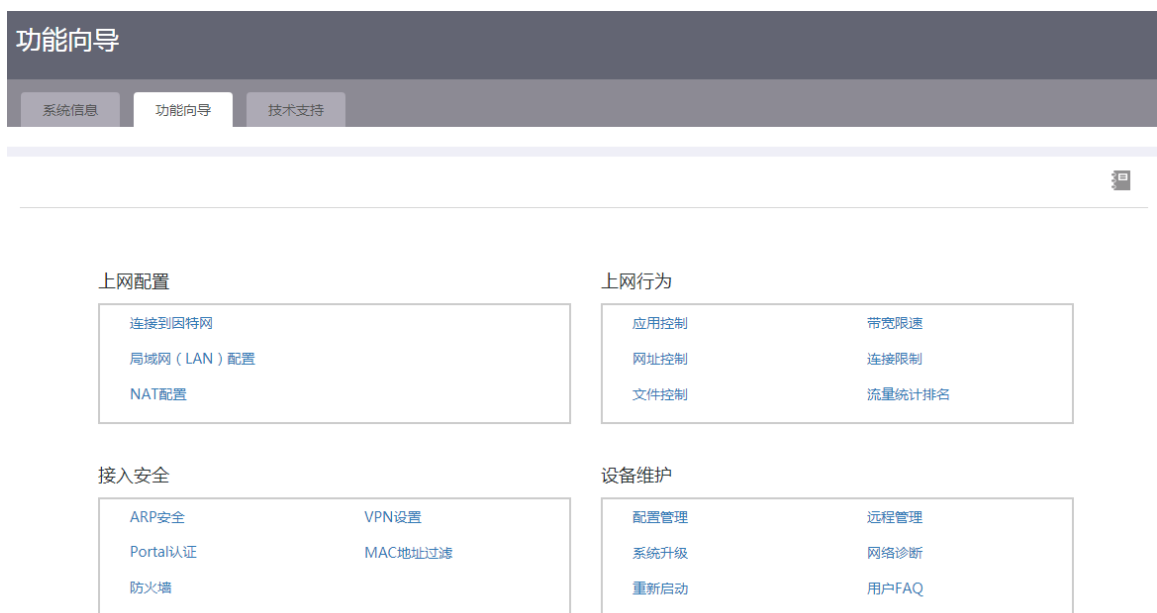 功能向导
系统信息 功能向导 技术支持
上网配置
连接到因特网
局域网（LAN）配置
NAT配置
上网行为
应用控制 带宽限速
网址控制 连接限制
文件控制 流量统计排名
接入安全
ARP安全 VPN设置
Portal认证 MAC地址过滤
防火墙
设备维护
配置管理 远程管理
系统升级 网络诊断
重新启动 用户FAQ